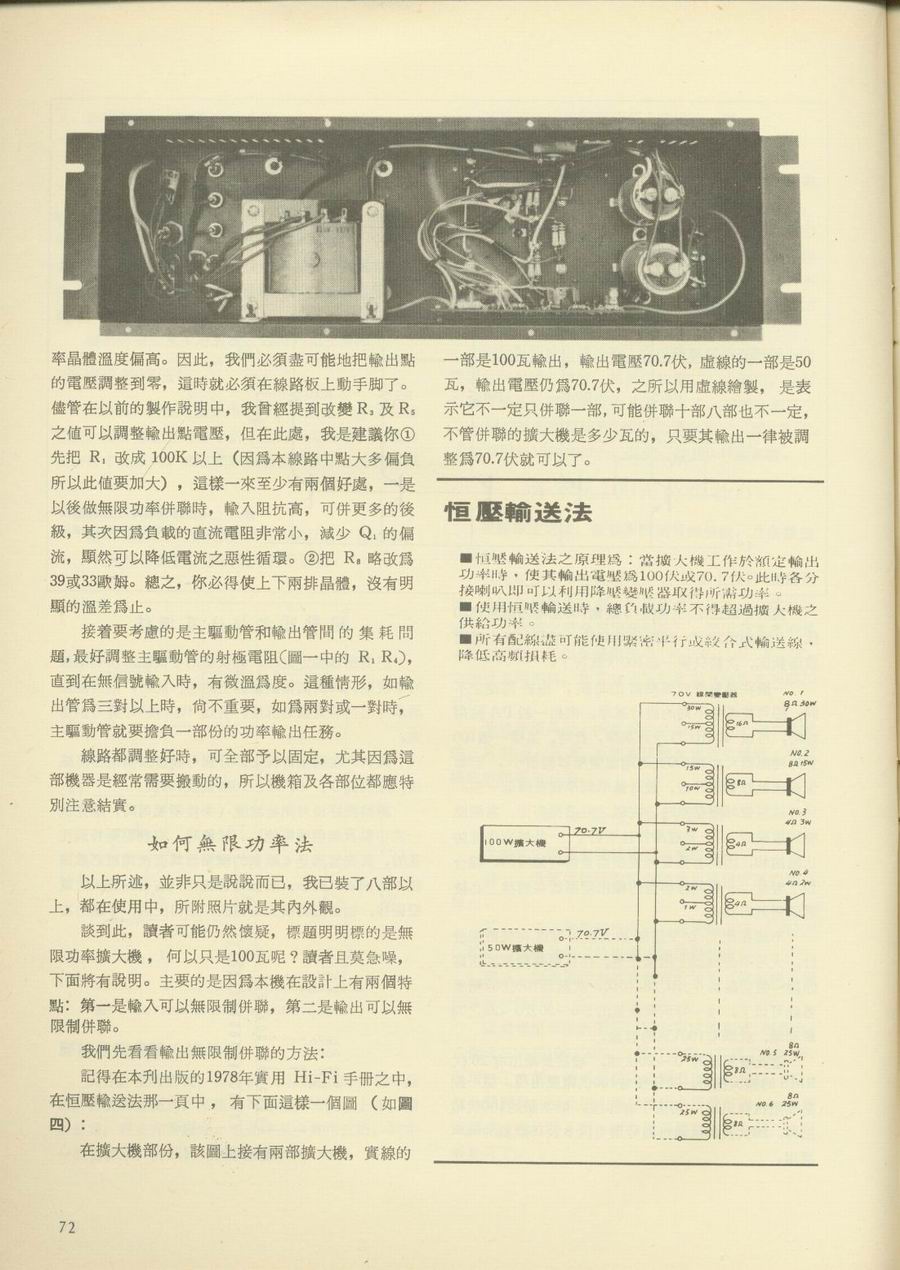 率晶體溫度偏高。因此，我們必須盡可能地把輸出點
的電壓調整到零，這時就必須在線路板上動手脚了。
儘管在以前的製作說明中，我曾經提到改變 R₃ 及 R₅
之値可以調整輸出點電壓，但在此處，我是建議你①
先把 R₁ 改成 100K 以上（因爲本線路中點大多偏負
所以此値要加大），這樣一來至少有兩個好處，一是
以後做無限功率併聯時，輸入阻抗高，可併更多的後
級，其次因爲負載的直流電阻非常小，減少 Q₁ 的偏
流，顯然可以降低電流之惡性循環。②把 R₈ 略改爲
39或33歐姆。總之，你必得使上下兩排晶體，沒有明
顯的溫差爲止。
接着要考慮的是主驅動管和輸出管間的集耗問
題，最好調整主驅動管的射極電阻（圖一中的 R₁ R₄），
直到在無信號輸入時，有微溫爲度。這種情形，如輸
出管爲三對以上時，尙不重要，如爲兩對或一對時，
主驅動管就要擔負一部份的功率輸出任務。
線路都調整好時，可全部予以固定，尤其因爲這
部機器是經常需要搬動的，所以機箱及各部位都應特
別注意結實。
如何無限功率法
以上所述，並非只是說說而已，我已裝了八部以
上，都在使用中，所附照片就是其內外觀。
談到此，讀者可能仍然懷疑，標題明明標的是無
限功率擴大機，何以只是100瓦呢？讀者且莫急噪，
下面將有說明。主要的是因爲本機在設計上有兩個特
點：第一是輸入可以無限制併聯，第二是輸出可以無
限制併聯。
我們先看看輸出無限制併聯的方法：
記得在本刋出版的1978年實用 Hi-Fi 手冊之中，
在恒壓輸送法那一頁中，有下面這樣一個圖（如圖
四）：
在擴大機部份，該圖上接有兩部擴大機，實線的
一部是100瓦輸出，輸出電壓70.7伏，虛線的一部是50
瓦，輸出電壓仍爲70.7伏，之所以用虛線繪製，是表
示它不一定只併聯一部，可能併聯十部八部也不一定，
不管併聯的擴大機是多少瓦的，只要其輸出一律被調
整爲70.7伏就可以了。
恒壓輸送法
■恒壓輸送法之原理爲：當擴大機工作於額定輸出
功率時，使其輸出電壓爲100伏或70.7伏。此時各分
接喇叭即可以利用降壓變壓器取得所需功率。
■使用恒壓輸送時，總負載功率不得超過擴大機之
供給功率。
■所有配線盡可能使用緊密平行或絞合式輸送線，
降低高頻損耗。
70V 線間變壓器
NO. 1
8Ω 30W
30W
15W
16Ω
NO. 2
8Ω 15W
15W
10W
8Ω
NO. 3
4Ω 3W
3W
2W
4Ω
NO. 4
4Ω 2W
2W
1W
4Ω
100W擴大機
70.7V
50W擴大機
70.7V
8Ω
NO. 5 25W
25W
8Ω
8Ω
NO. 6 25W
25W
8Ω
72